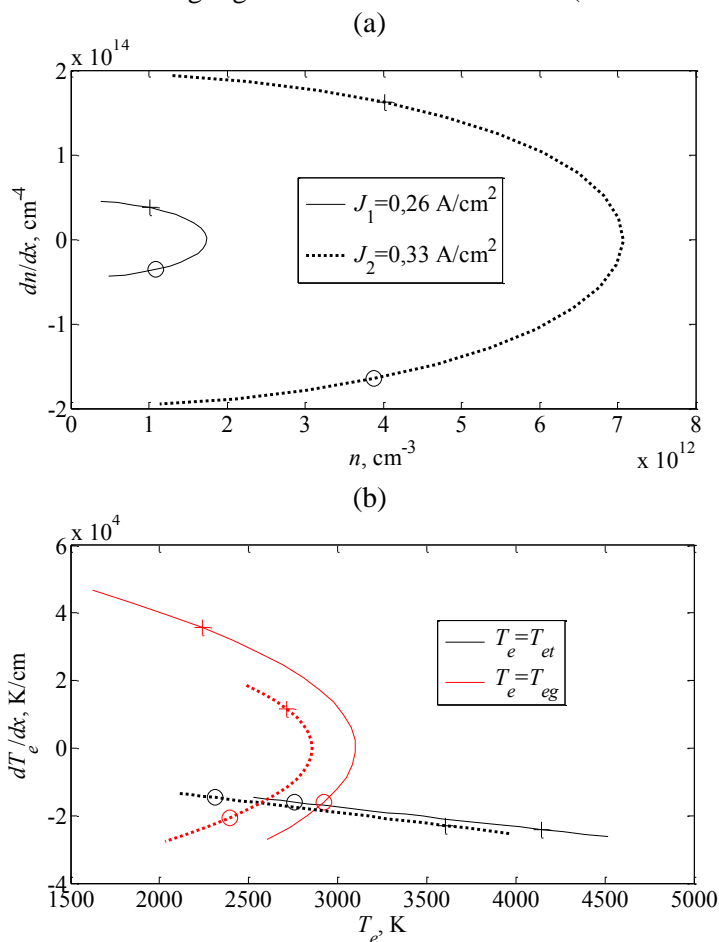 (a)
x 10^14
2
1
0
-1
-2
dn/dx, cm^-4
J_1=0,26 A/cm^2
J_2=0,33 A/cm^2
0 1 2 3 4 5 6 7 8
n, cm^-3
x 10^12
(b)
x 10^4
6
4
2
0
-2
-4
dT_e/dx, K/cm
T_e=T_et
T_e=T_eg
1500 2000 2500 3000 3500 4000 4500 5000
T_e, K